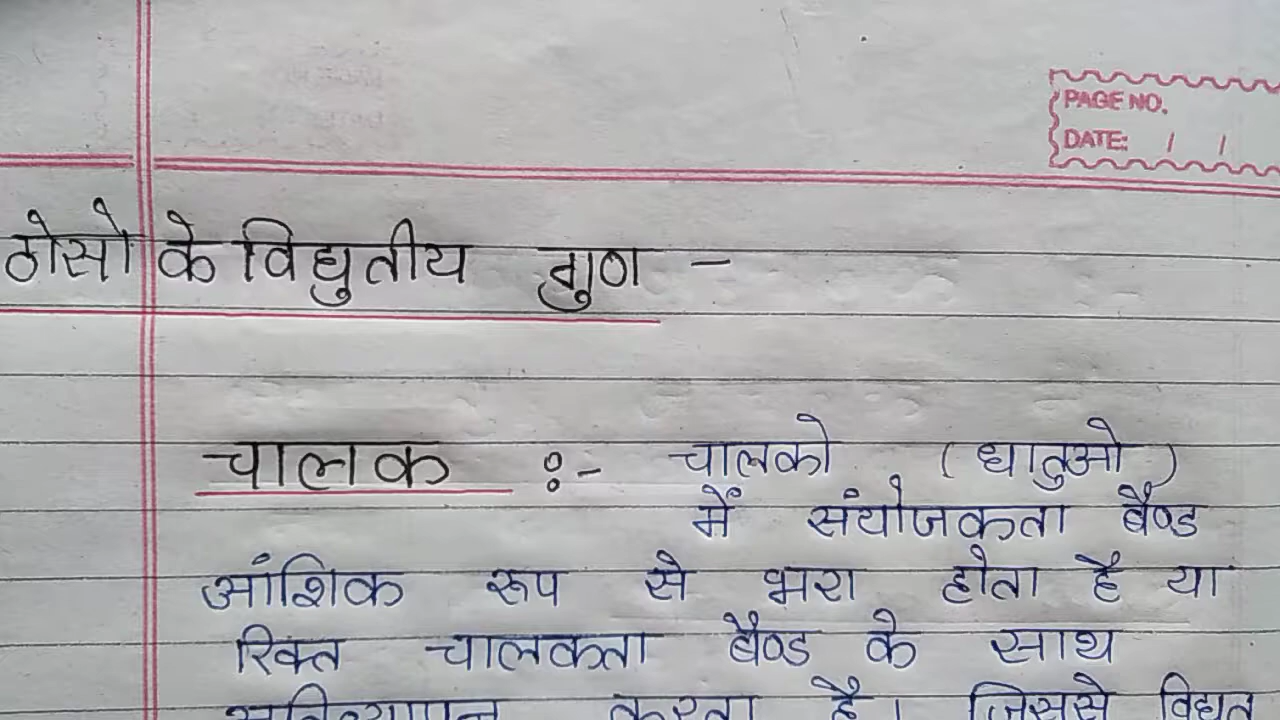 PAGE NO.
DATE: / /
ठोसो के विद्युतीय गुण -
चालक :- चालको (धातुओ)
में संयोजकता बैण्ड
आंशिक रूप से भरा होता है या
रिक्त चालकता बैण्ड के साथ
करता है। जिससे विद्युत